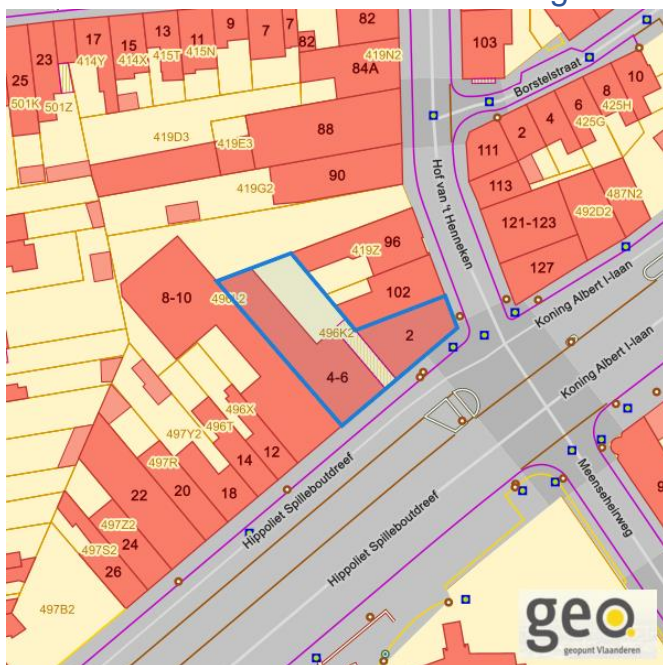 17
15
13
11
9
7
7
82
82
23
25
414Y
414X
415T
415N
419N2
84A
103
Borstelstraat
10
8
6
4
2
425H
425G
501K
501Z
88
419D3
419E3
90
419G2
111
113
121-123
127
487N2
492D2
Hof van 't Henneken
96
419Z
102
8-10
496K2
2
4-6
Koning Albert I-laan
Koning Albert I-laan
496X
496T
497Y2
497R
12
14
18
20
22
24
26
497Z2
497S2
497B2
Hippoliet Spilleboutdreef
Hippoliet Spilleboutdreef
Meenseheirweg
geo
geopunt Vlaanderen